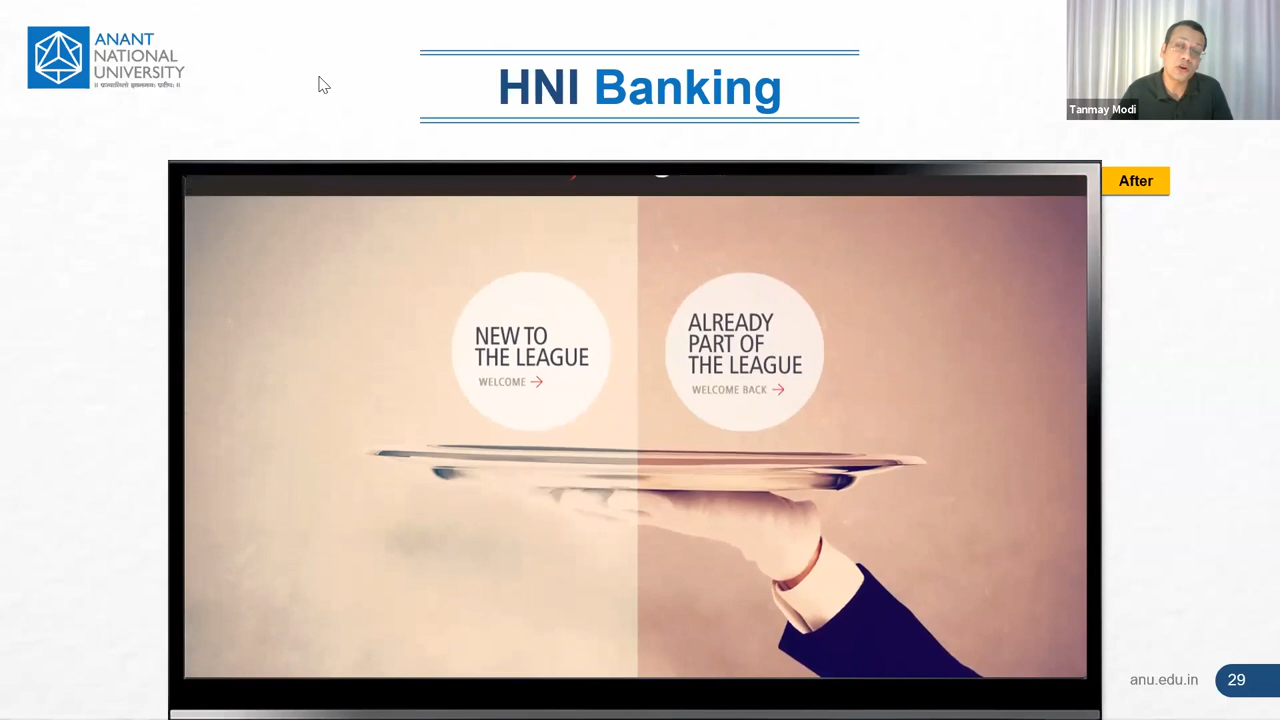 ANANT
NATIONAL
UNIVERSITY
HNI Banking
Tanmay Modi
After
NEW TO
THE LEAGUE
WELCOME →
ALREADY
PART OF
THE LEAGUE
WELCOME BACK →
anu.edu.in
29